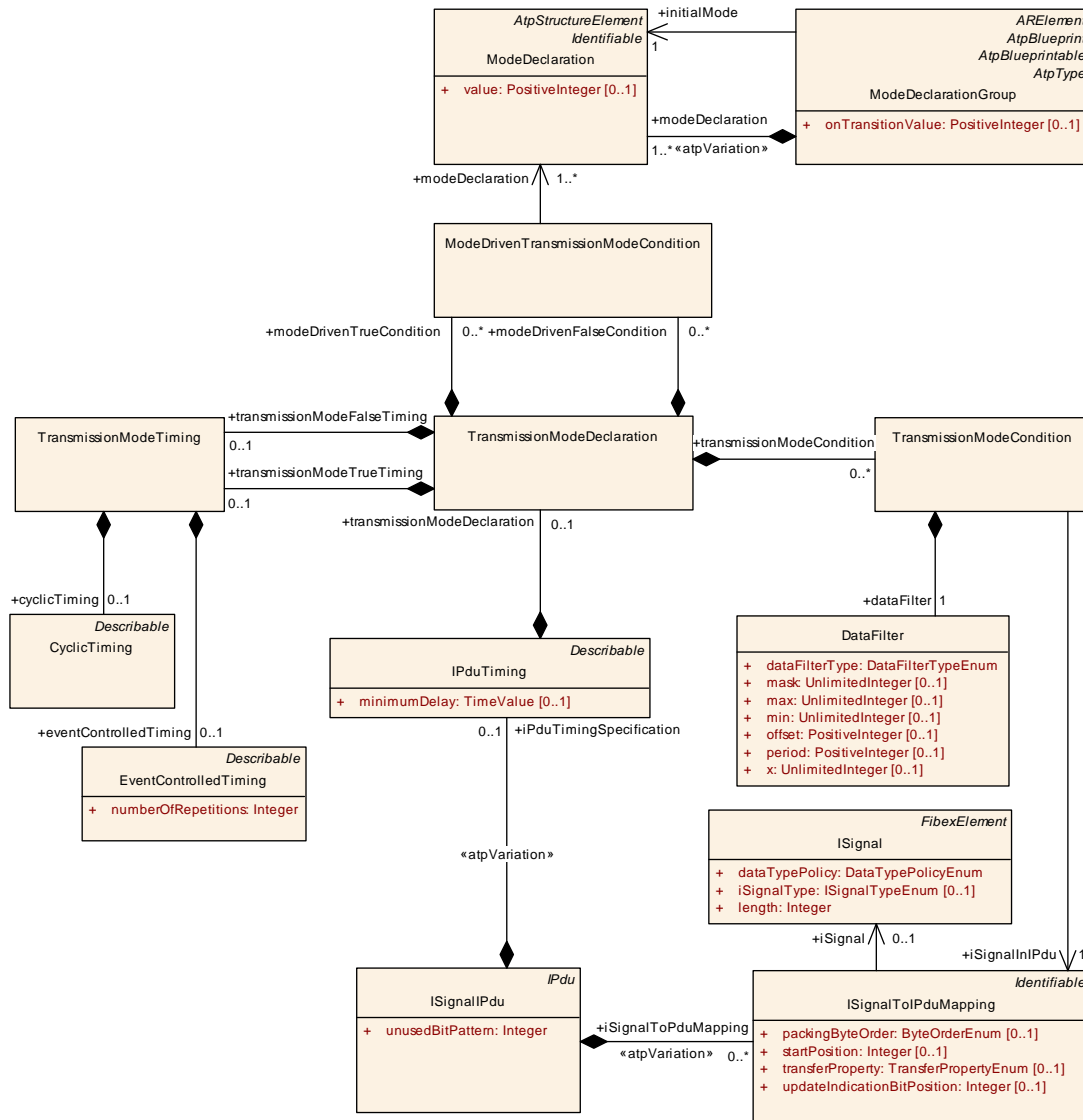 AtpStructureElement
Identifiable
ModeDeclaration
+ value: PositiveInteger [0..1]
+initialMode
1
ARElement
AtpBlueprint
AtpBlueprintable
AtpType
ModeDeclarationGroup
+ onTransitionValue: PositiveInteger [0..1]
+modeDeclaration
1..* «atpVariation»
+modeDeclaration 1..*
ModeDrivenTransmissionModeCondition
+modeDrivenTrueCondition 0..* +modeDrivenFalseCondition 0..*
TransmissionModeTiming
+transmissionModeFalseTiming
0..1
+transmissionModeTrueTiming
0..1
TransmissionModeDeclaration
+transmissionModeCondition
0..*
TransmissionModeCondition
+transmissionModeDeclaration 0..1
+cyclicTiming 0..1
Describable
CyclicTiming
+eventControlledTiming 0..1
Describable
EventControlledTiming
+ numberOfRepetitions: Integer
Describable
IPduTiming
+ minimumDelay: TimeValue [0..1]
0..1 +iPduTimingSpecification
+dataFilter 1
DataFilter
+ dataFilterType: DataFilterTypeEnum
+ mask: UnlimitedInteger [0..1]
+ max: UnlimitedInteger [0..1]
+ min: UnlimitedInteger [0..1]
+ offset: PositiveInteger [0..1]
+ period: PositiveInteger [0..1]
+ x: UnlimitedInteger [0..1]
«atpVariation»
FibexElement
ISignal
+ dataTypePolicy: DataTypePolicyEnum
+ iSignalType: ISignalTypeEnum [0..1]
+ length: Integer
+iSignal 0..1
+iSignalInIPdu 1
IPdu
ISignalIPdu
+ unusedBitPattern: Integer
+iSignalToPduMapping
«atpVariation» 0..*
Identifiable
ISignalToIPduMapping
+ packingByteOrder: ByteOrderEnum [0..1]
+ startPosition: Integer [0..1]
+ transferProperty: TransferPropertyEnum [0..1]
+ updateIndicationBitPosition: Integer [0..1]